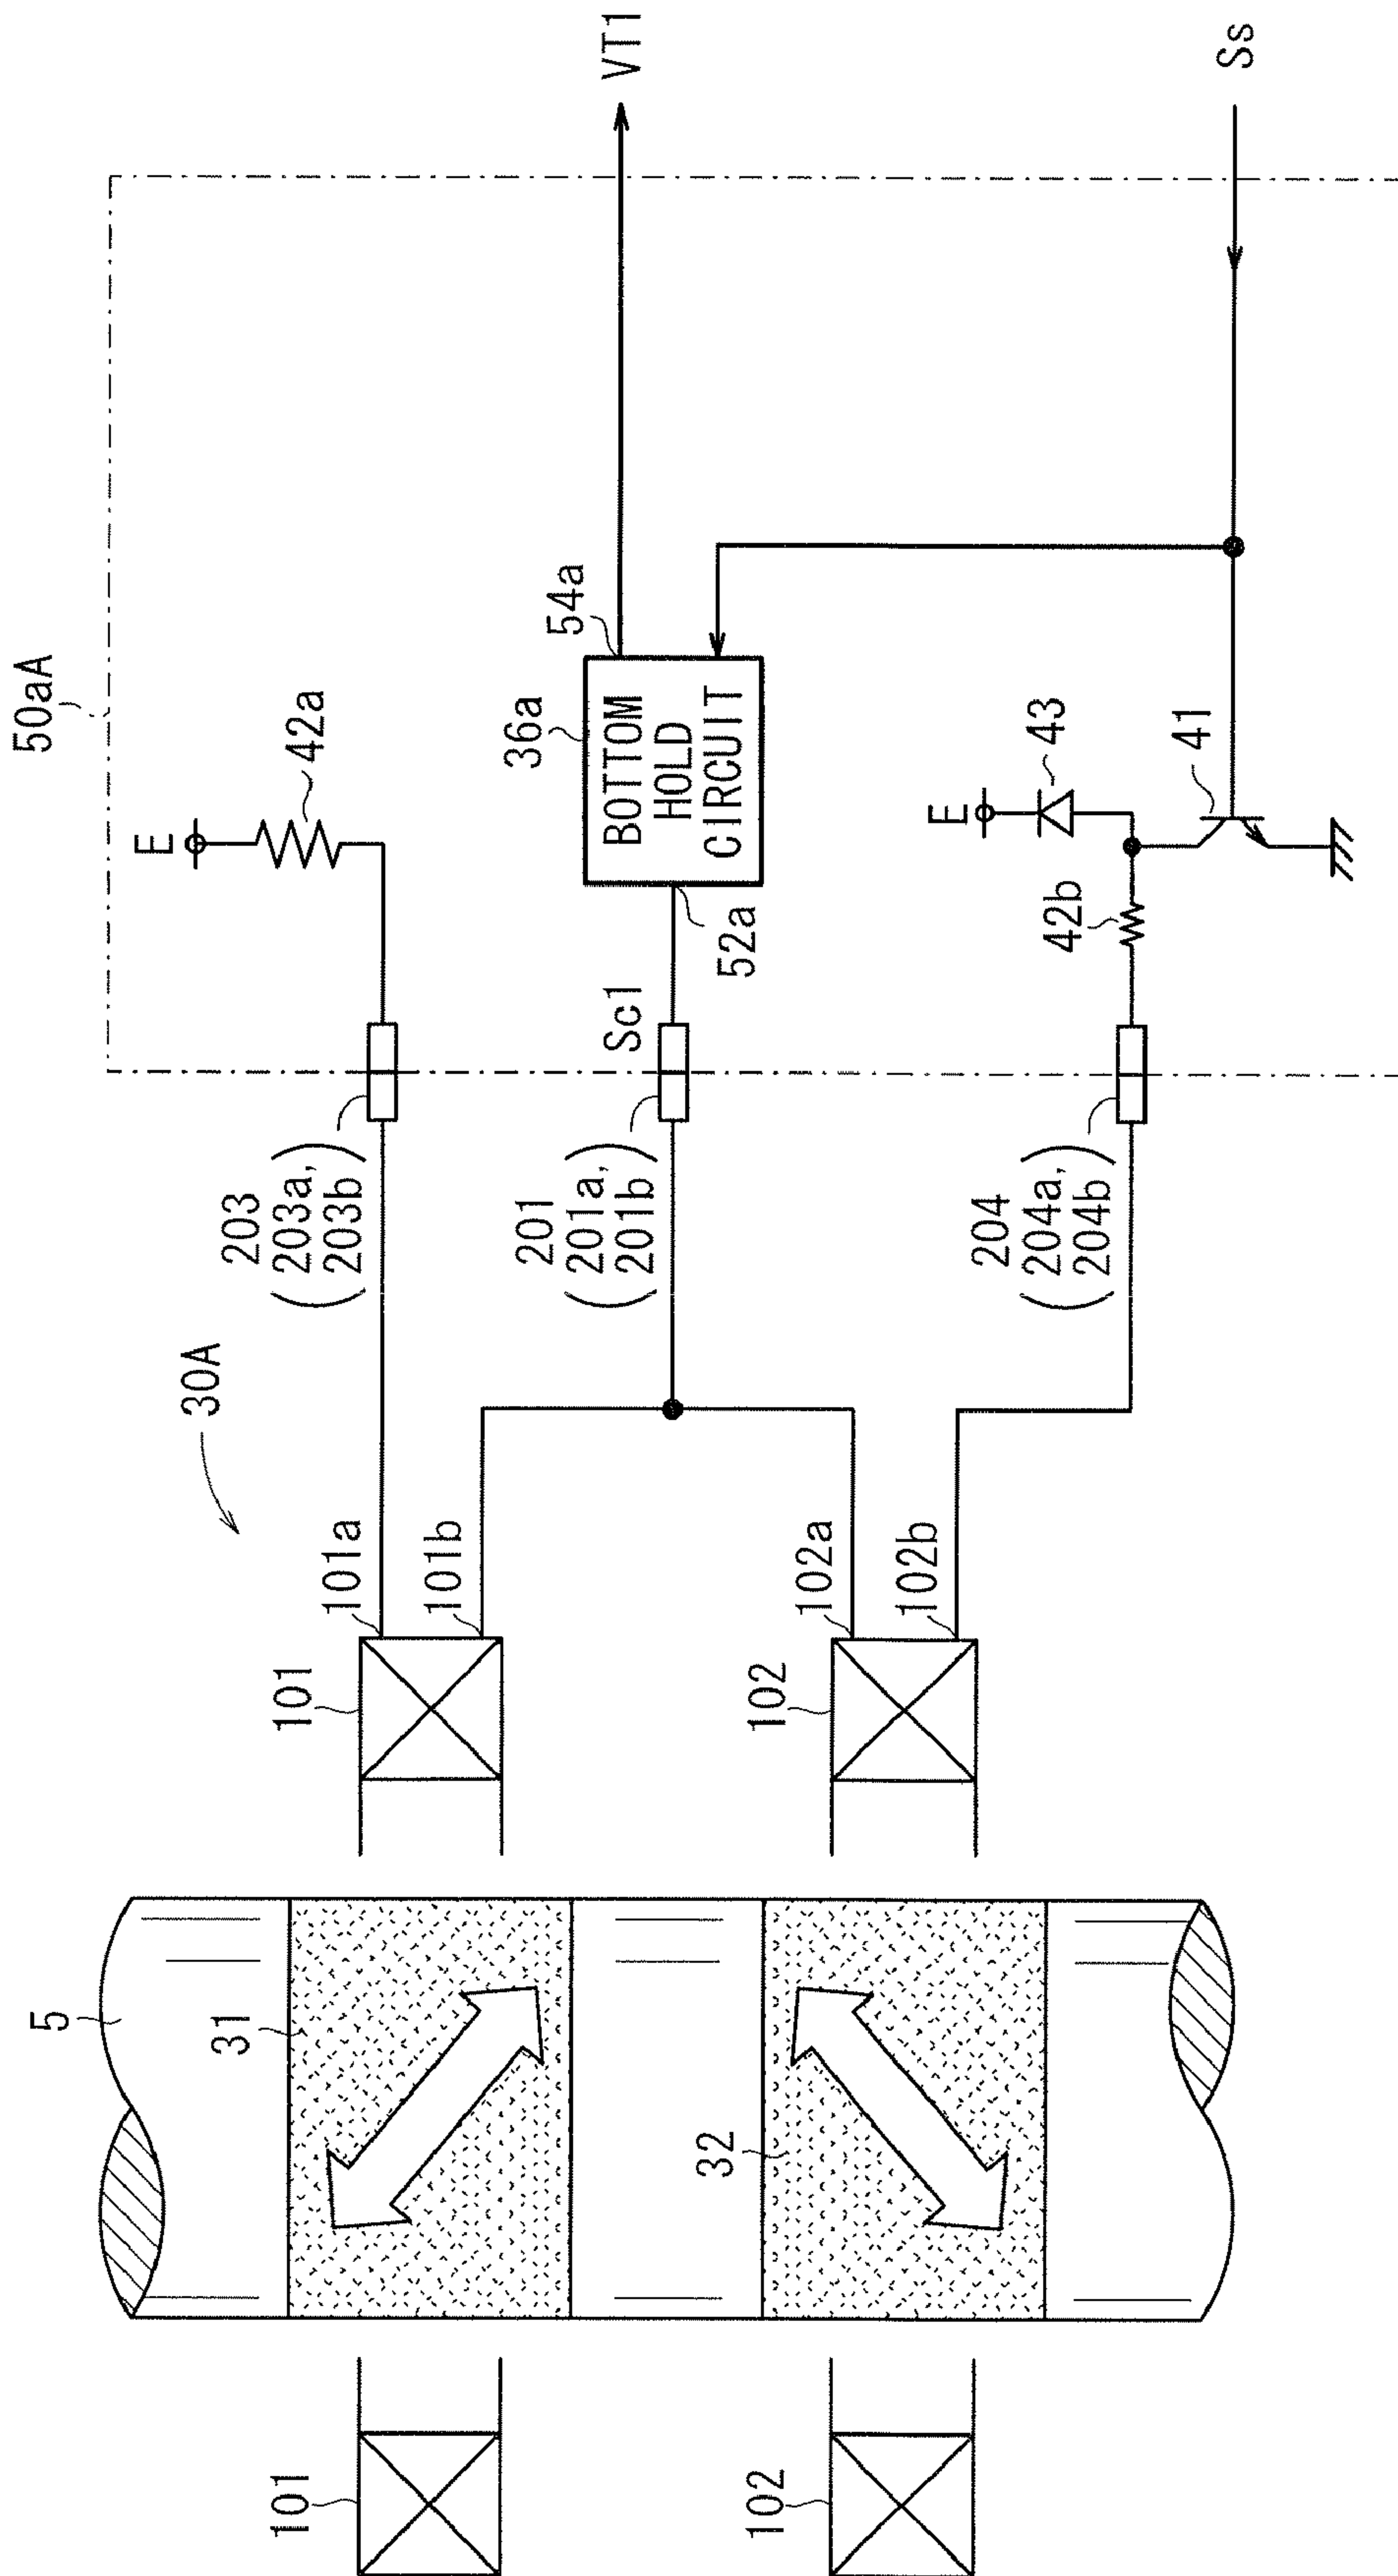 50aA
30A
5
31
32
101
101
101a
101b
102
102
102a
102b
203
(203a,
203b)
201
(201a,
201b)
204
(204a,
204b)
E
42a
Sc1
52a
36a
BOTTOM
HOLD
CIRCUIT
54a
VT1
E
43
42b
41
Ss